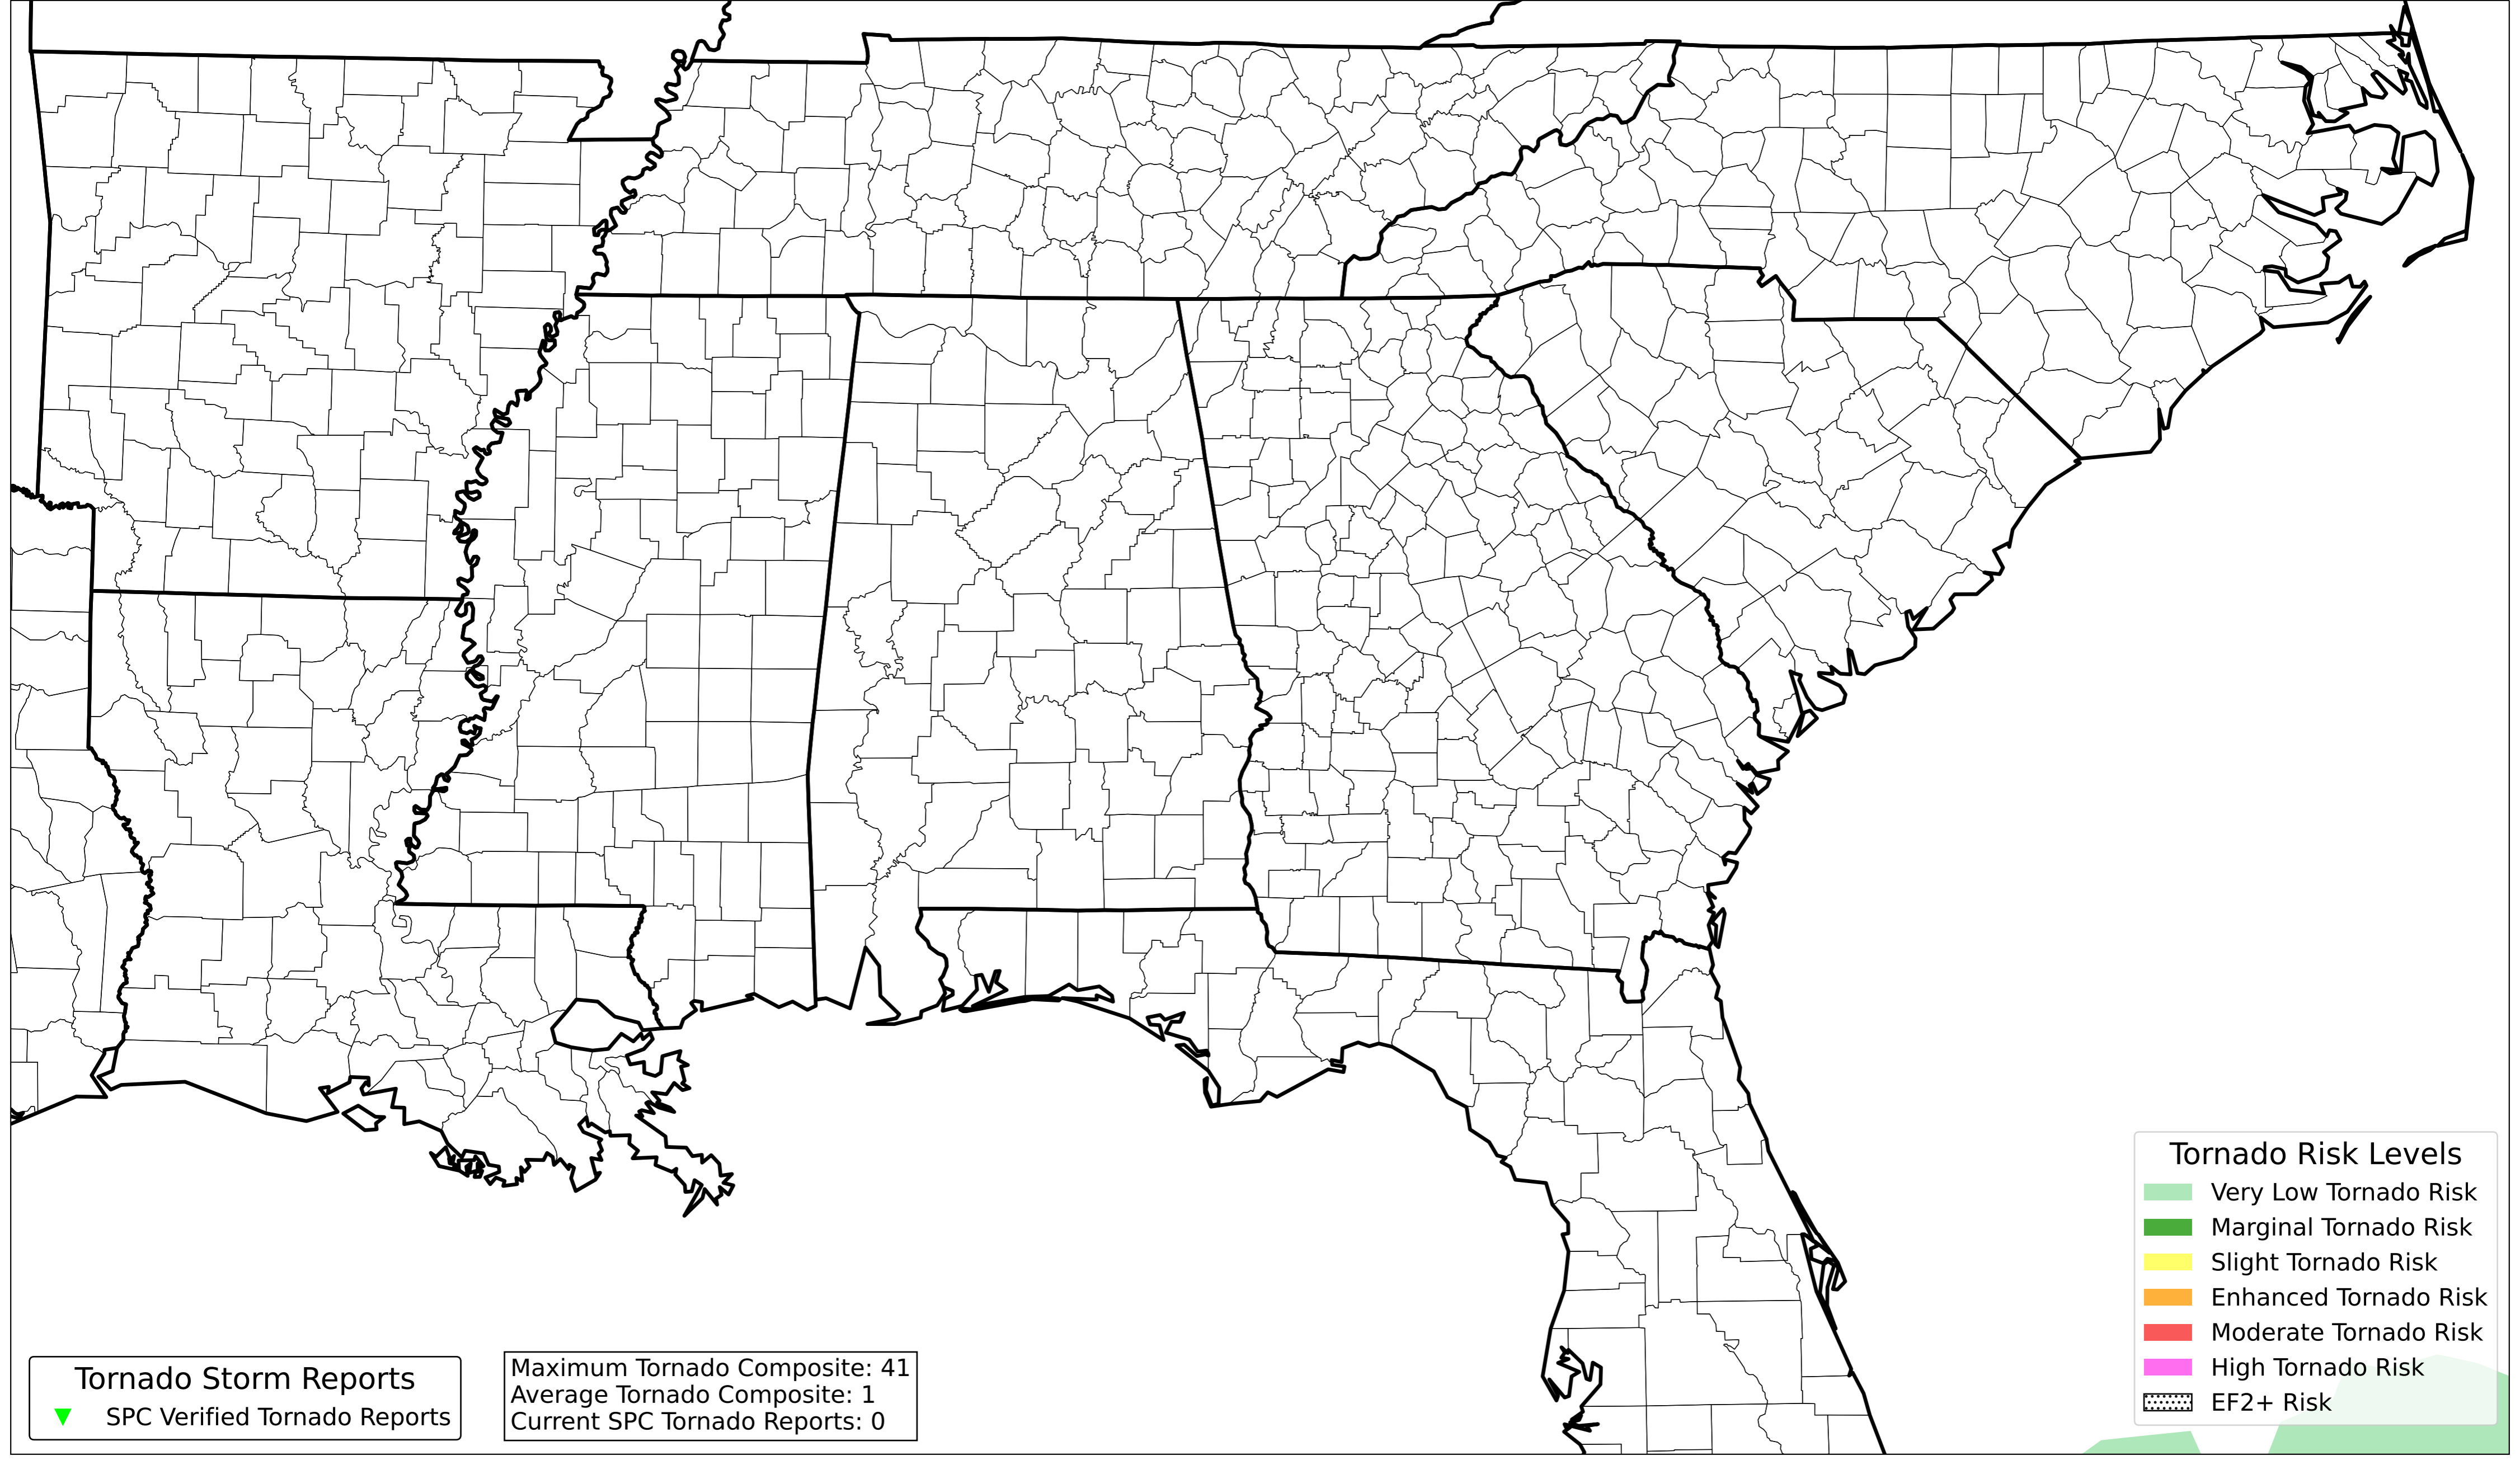 Tornado Risk Levels
Very Low Tornado Risk
Marginal Tornado Risk
Slight Tornado Risk
Enhanced Tornado Risk
Moderate Tornado Risk
High Tornado Risk
EF2+ Risk
Tornado Storm Reports
SPC Verified Tornado Reports
Maximum Tornado Composite: 41
Average Tornado Composite: 1
Current SPC Tornado Reports: 0